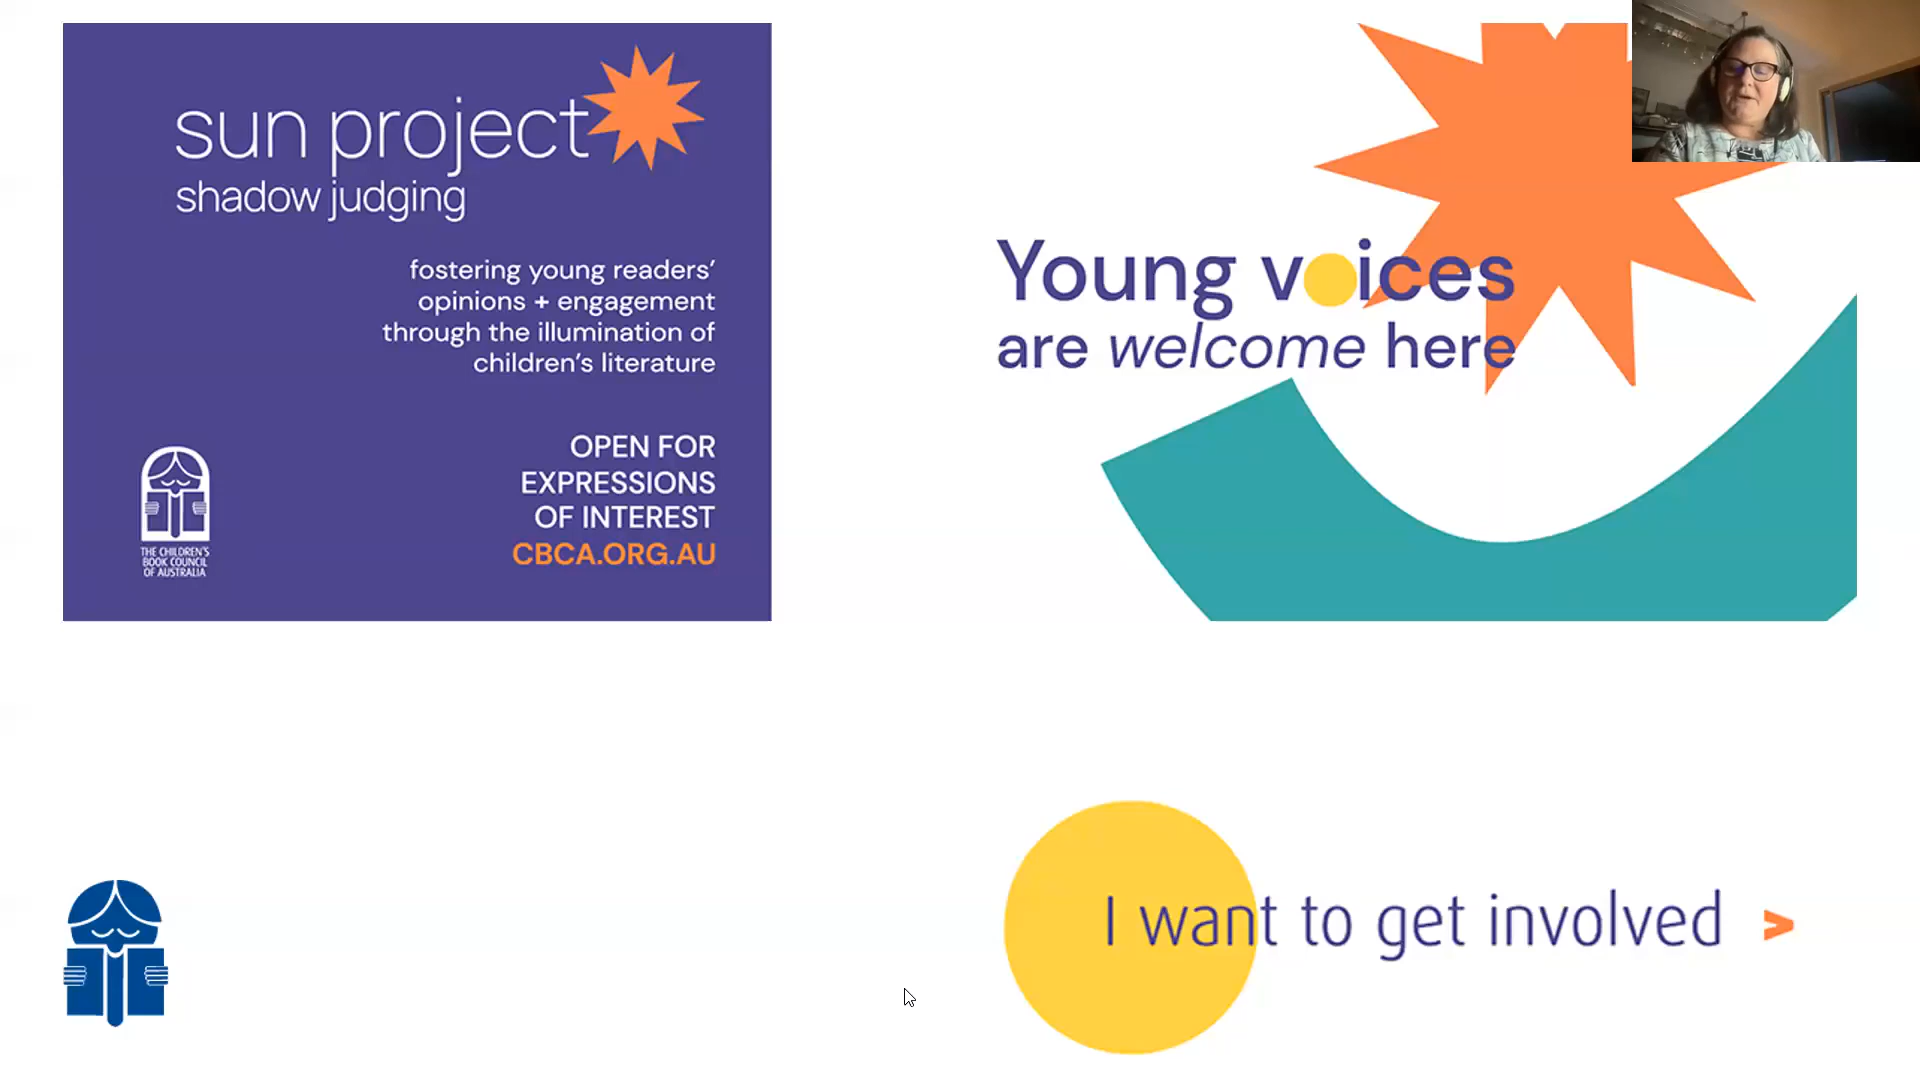 sun project
shadow judging
fostering young readers'
opinions + engagement
through the illumination of
children's literature
OPEN FOR
EXPRESSIONS
OF INTEREST
CBCA.ORG.AU
THE CHILDREN'S
BOOK COUNCIL
OF AUSTRALIA
Young voices
are welcome here
I want to get involved >